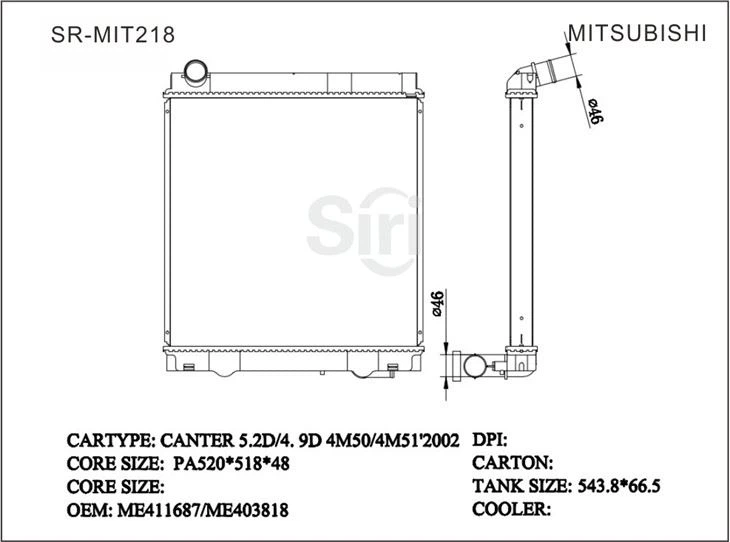 SR-MIT218
MITSUBISHI
ø46
Siri
ø46
CARTYPE: CANTER 5.2D/4. 9D 4M50/4M51'2002
DPI:
CORE SIZE: PA520*518*48
CARTON:
CORE SIZE:
TANK SIZE: 543.8*66.5
OEM: ME411687/ME403818
COOLER: